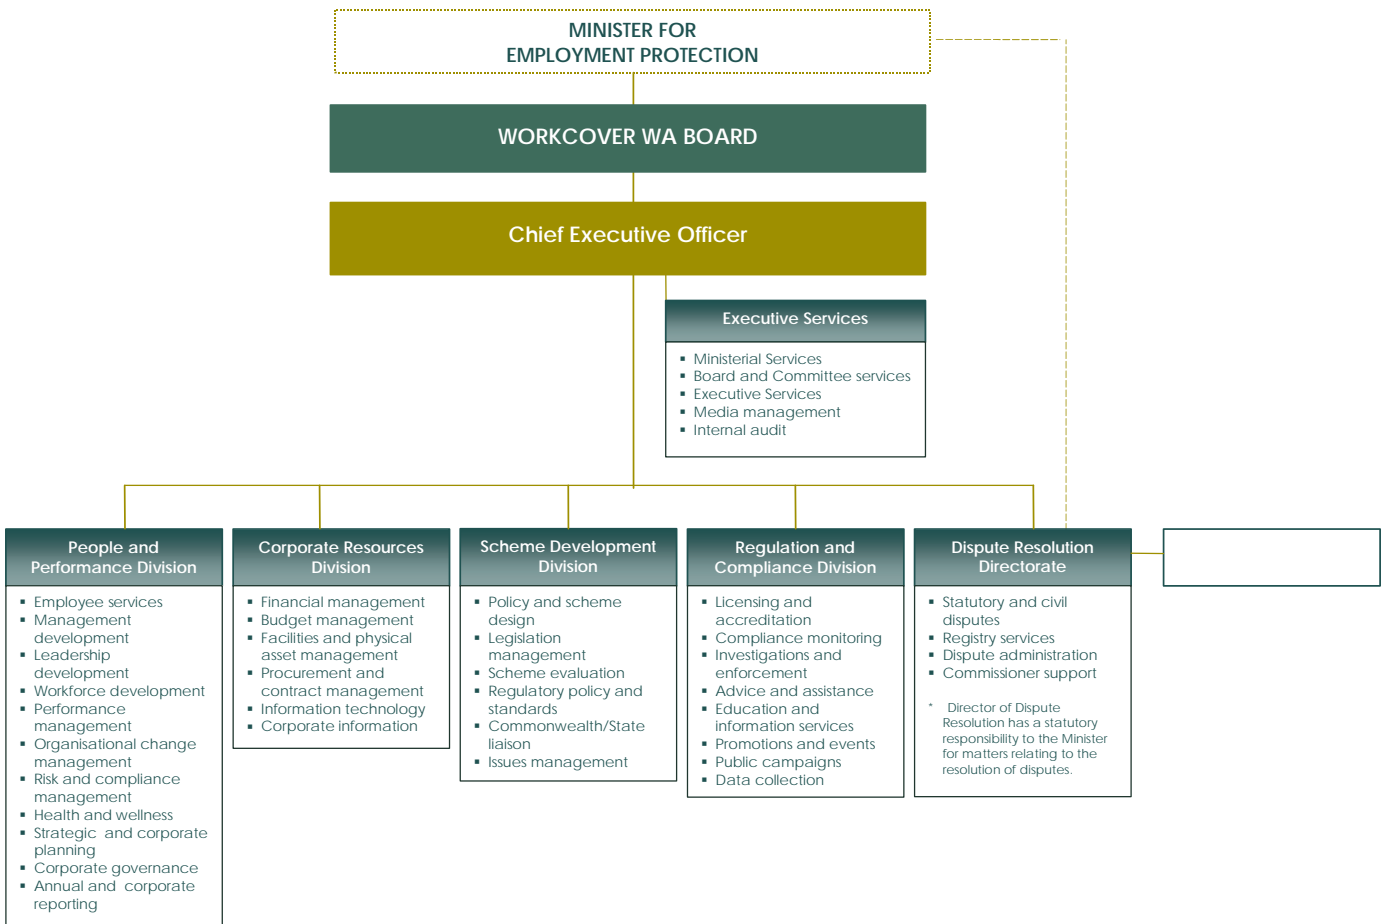 MINISTER FOR
EMPLOYMENT PROTECTION
WORKCOVER WA BOARD
Chief Executive Officer
Executive Services
▪ Ministerial Services
▪ Board and Committee services
▪ Executive Services
▪ Media management
▪ Internal audit
People and
Performance Division
▪ Employee services
▪ Management
development
▪ Leadership
development
▪ Workforce development
▪ Performance
management
▪ Organisational change
management
▪ Risk and compliance
management
▪ Health and wellness
▪ Strategic and corporate
planning
▪ Corporate governance
▪ Annual and corporate
reporting
Corporate Resources
Division
▪ Financial management
▪ Budget management
▪ Facilities and physical
asset management
▪ Procurement and
contract management
▪ Information technology
▪ Corporate information
Scheme Development
Division
▪ Policy and scheme
design
▪ Legislation
management
▪ Scheme evaluation
▪ Regulatory policy and
standards
▪ Commonwealth/State
liaison
▪ Issues management
Regulation and
Compliance Division
▪ Licensing and
accreditation
▪ Compliance monitoring
▪ Investigations and
enforcement
▪ Advice and assistance
▪ Education and
information services
▪ Promotions and events
▪ Public campaigns
▪ Data collection
Dispute Resolution
Directorate
▪ Statutory and civil
disputes
▪ Registry services
▪ Dispute administration
▪ Commissioner support
* Director of Dispute
Resolution has a statutory
responsibility to the Minister
for matters relating to the
resolution of disputes.